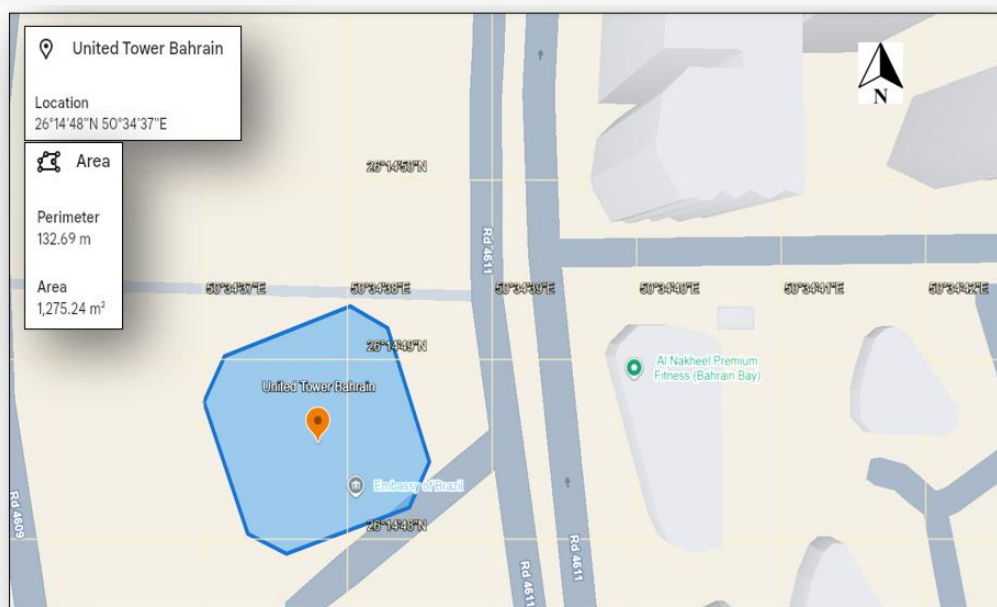 United Tower Bahrain
Location
26°14'48"N 50°34'37"E
Area
Perimeter
132.69 m
Area
1,275.24 m²
N
26°14'50"N
Rd 4611
50°34'37"E
50°34'38"E
50°34'39"E
50°34'40"E
50°34'41"E
50°34'42"E
26°14'49"N
Al Nakheel Premium
Fitness (Bahrain Bay)
United Tower Bahrain
Embassy of Brazil
26°14'48"N
Rd 4609
Rd 4611
Rd 4611